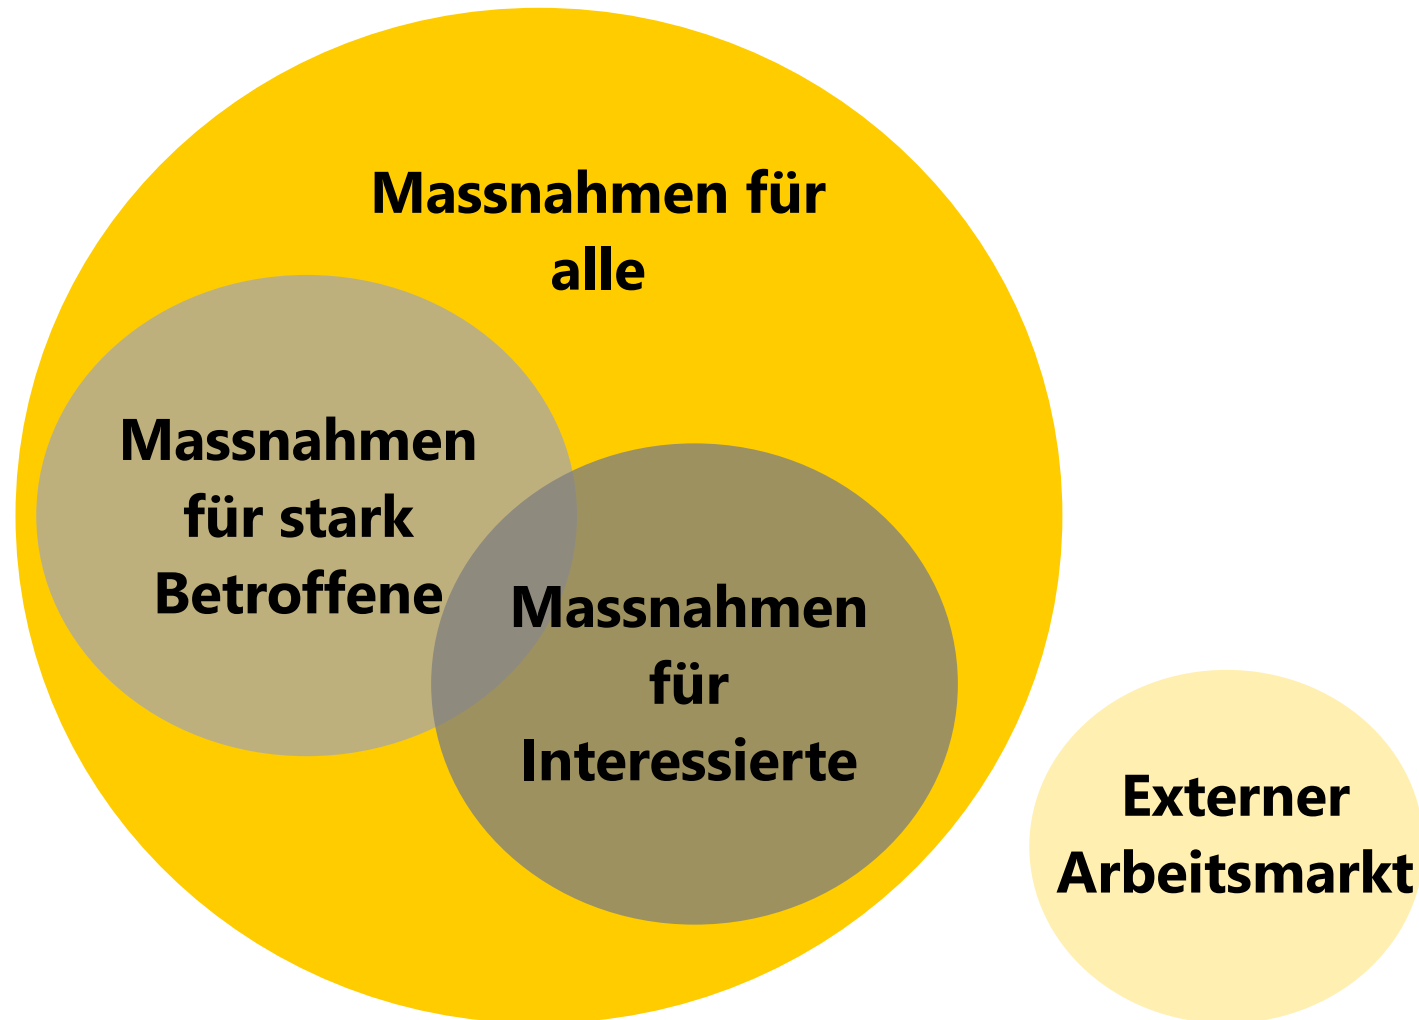 Massnahmen für
alle
Massnahmen
für stark
Betroffene
Massnahmen
für
Interessierte
Externer
Arbeitsmarkt